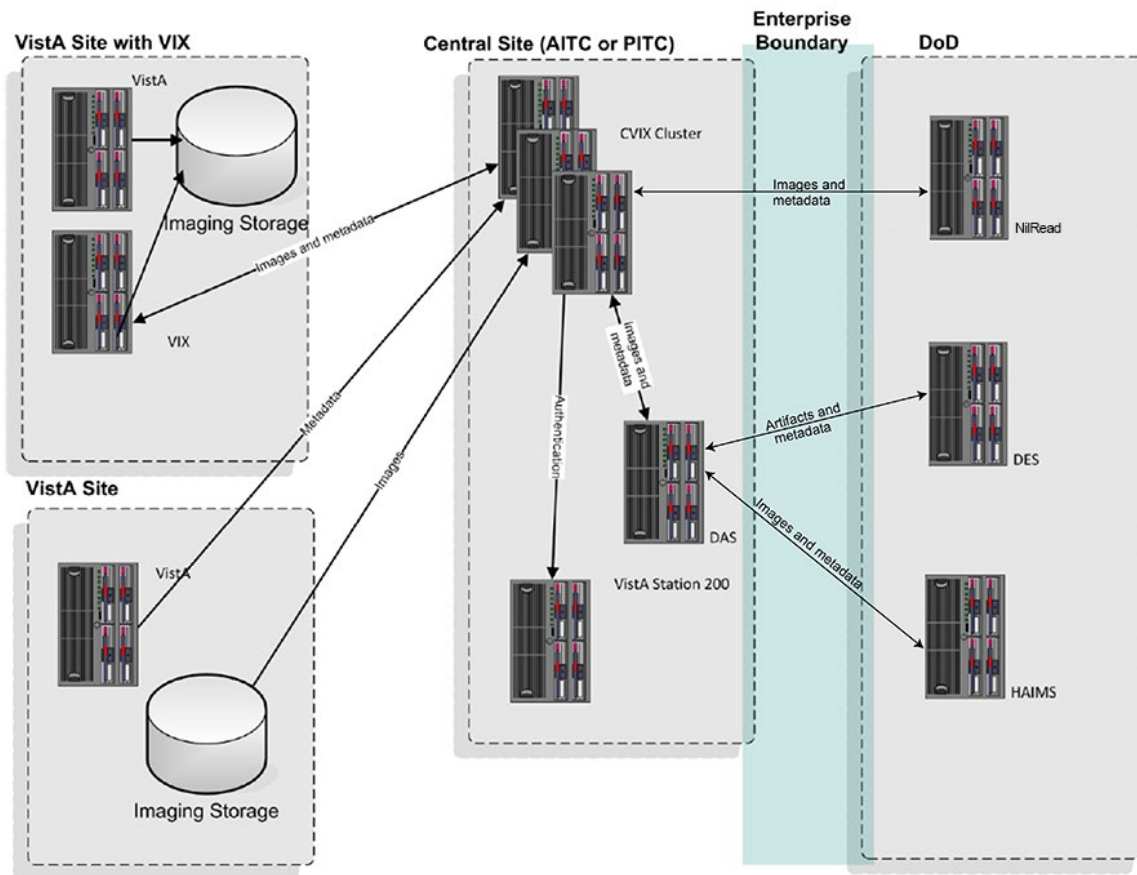 VistA Site with VIX
VistA
Imaging Storage
VIX
Images and metadata
VistA Site
VistA
Imaging Storage
Metadata
Images
Central Site (AITC or PITC)
CVIX Cluster
Images and
metadata
Authentication
DAS
VistA Station 200
Enterprise
Boundary
Images and
metadata
Artifacts and
metadata
Images and metadata
DoD
NilRead
DES
HAIMS